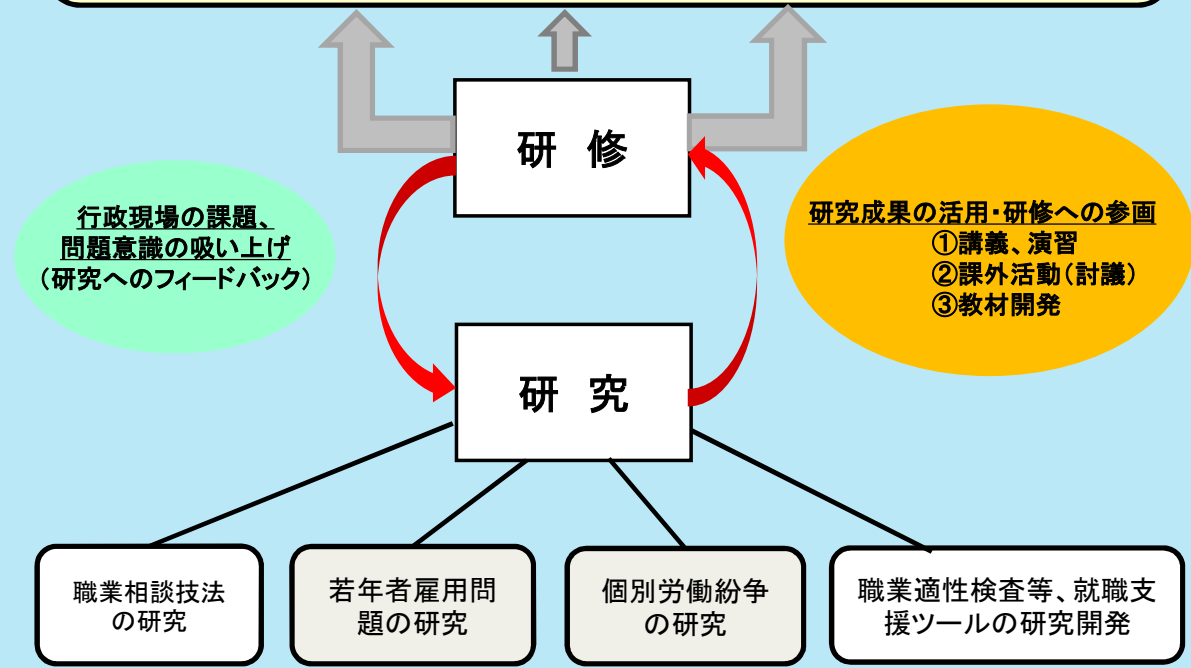 研 修
行政現場の課題、
問題意識の吸い上げ
(研究へのフィードバック)
研究成果の活用・研修への参画
①講義、演習
②課外活動(討議)
③教材開発
研 究
職業相談技法
の研究
若年者雇用問
題の研究
個別労働紛争
の研究
職業適性検査等、就職支
援ツールの研究開発